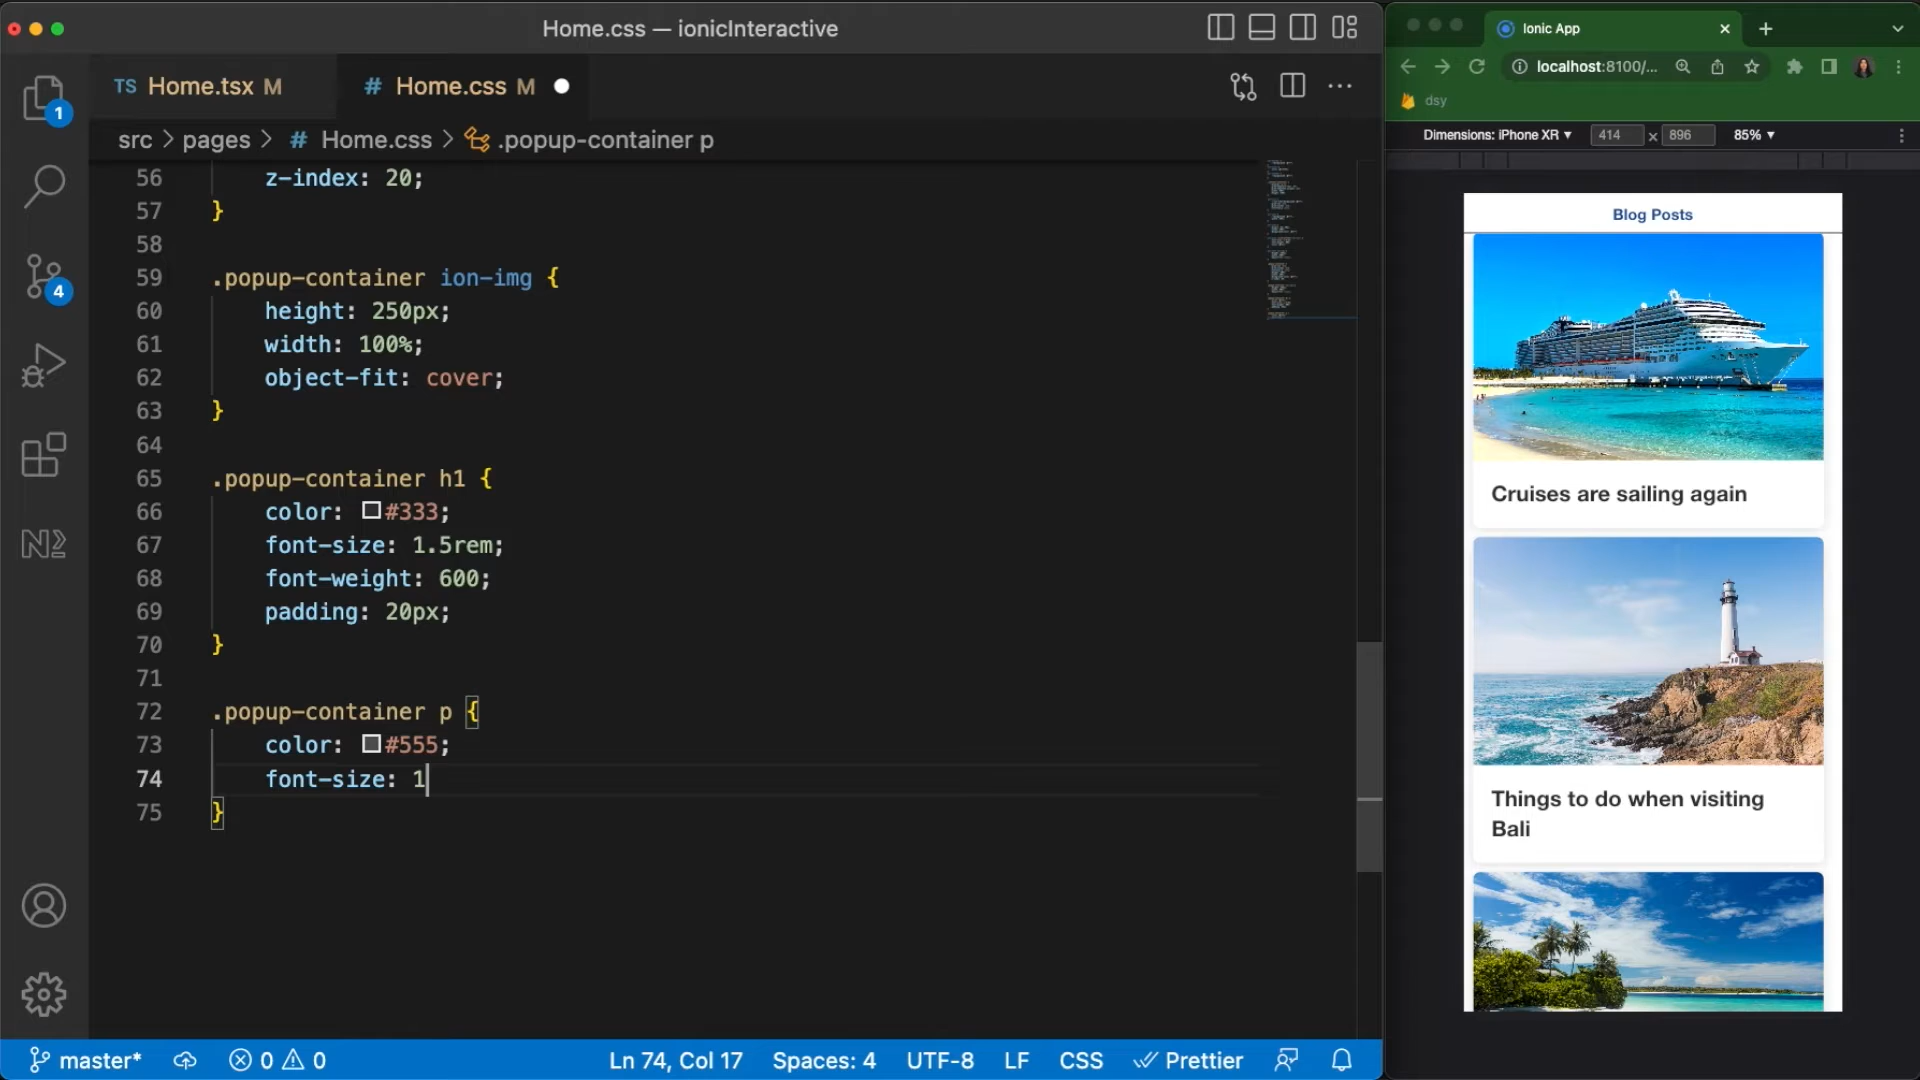 Home.css — ionicInteractive
TS Home.tsx M
# Home.css M
src > pages > # Home.css > .popup-container p
56 z-index: 20;
57 }
58
59 .popup-container ion-img {
60 height: 250px;
61 width: 100%;
62 object-fit: cover;
63 }
64
65 .popup-container h1 {
66 color: #333;
67 font-size: 1.5rem;
68 font-weight: 600;
69 padding: 20px;
70 }
71
72 .popup-container p {
73 color: #555;
74 font-size: 1
75 }
1
4
master* 0 0 Ln 74, Col 17 Spaces: 4 UTF-8 LF CSS Prettier
Ionic App
localhost:8100/...
dsy
Dimensions: iPhone XR 414 x 896 85%
Blog Posts
Cruises are sailing again
Things to do when visiting
Bali